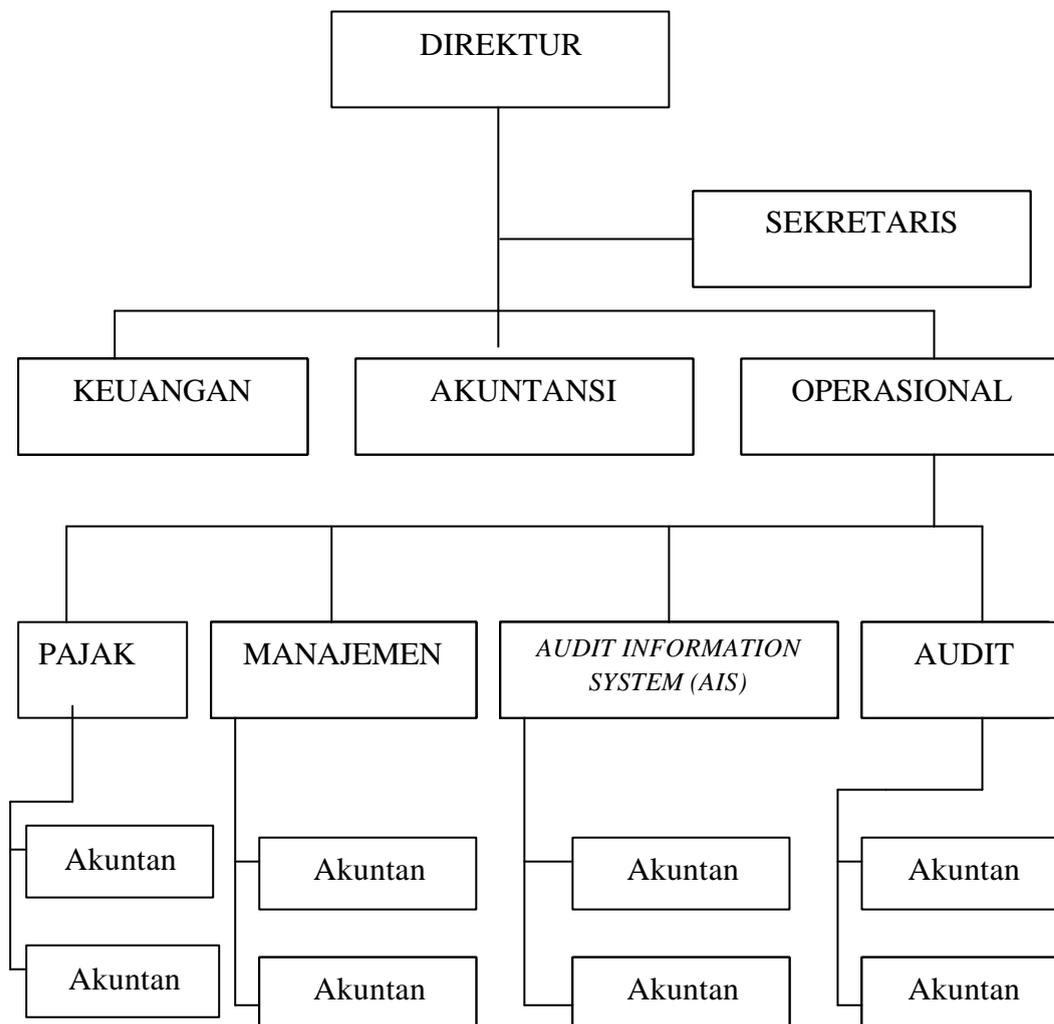 DIREKTUR
SEKRETARIS
KEUANGAN
AKUNTANSI
OPERASIONAL
PAJAK
MANAJEMEN
AUDIT INFORMATION
SYSTEM (AIS)
AUDIT
Akuntan
Akuntan
Akuntan
Akuntan
Akuntan
Akuntan
Akuntan
Akuntan